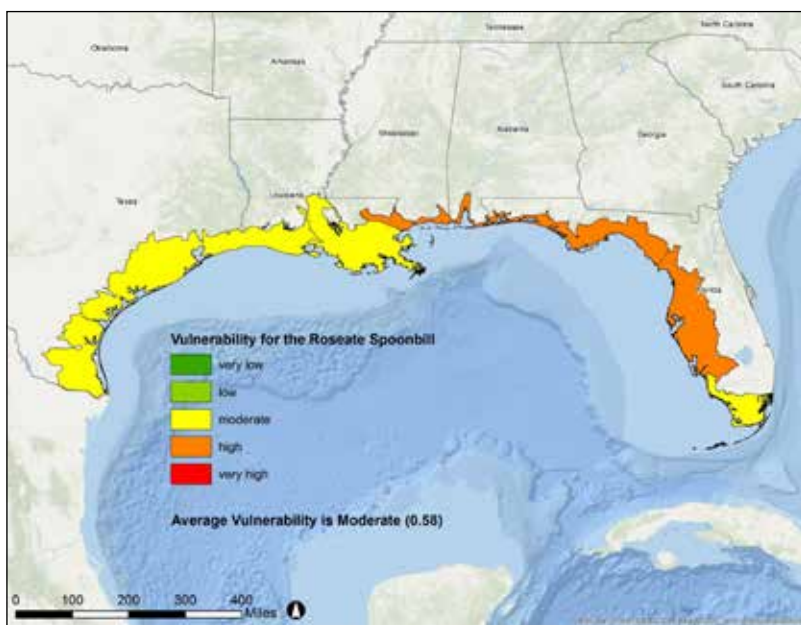 Tennessee
North Carolina
Oklahoma
Arkansas
South Carolina
Mississippi
Alabama
Georgia
Texas
Louisiana
Vulnerability for the Roseate Spoonbill
very low
low
moderate
high
very high
Average Vulnerability is Moderate (0.58)
0 100 200 300 400
Miles